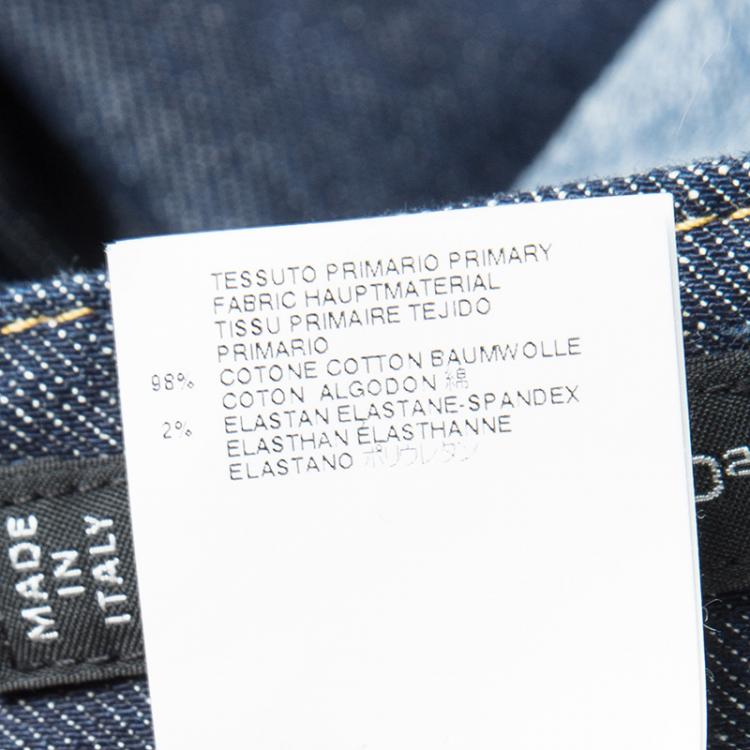 TESSUTO PRIMARIO PRIMARY
FABRIC HAUPTMATERIAL
TISSU PRIMAIRE TEJIDO
PRIMARIO
98% COTONE COTTON BAUMWOLLE
COTON ALGODON 綿
2% ELASTAN ELASTANE-SPANDEX
ELASTHAN ÉLASTHANNE
ELASTANO ポリウレタン
MADE
IN
ITALY